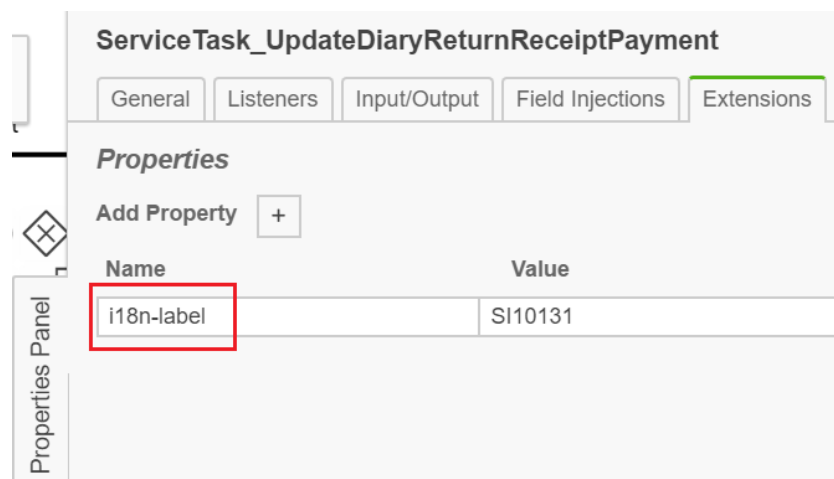 ServiceTask_UpdateDiaryReturnReceiptPayment
General Listeners Input/Output Field Injections Extensions
Properties
Add Property +
Name Value
i18n-label SI10131
Properties Panel